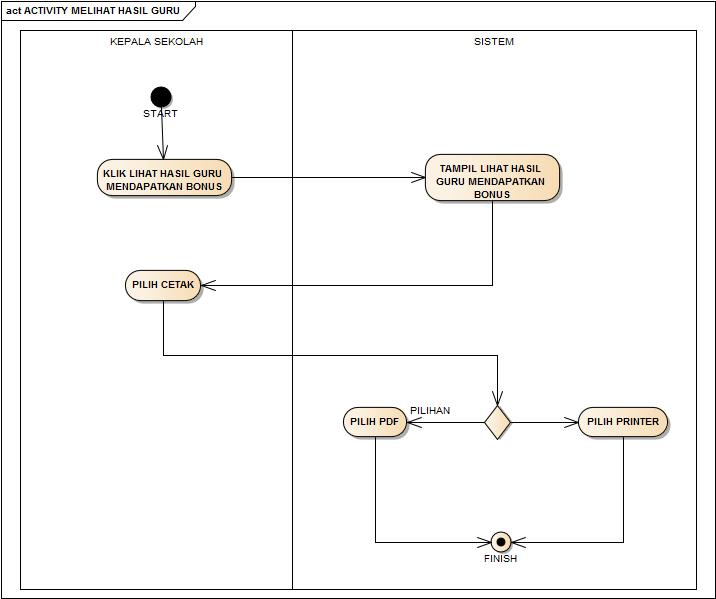 act ACTIVITY MELIHAT HASIL GURU
KEPALA SEKOLAH
SISTEM
START
KLIK LIHAT HASIL GURU
MENDAPATKAN BONUS
TAMPIL LIHAT HASIL
GURU MENDAPATKAN
BONUS
PILIH CETAK
PILIH PDF
PILIHAN
PILIH PRINTER
FINISH